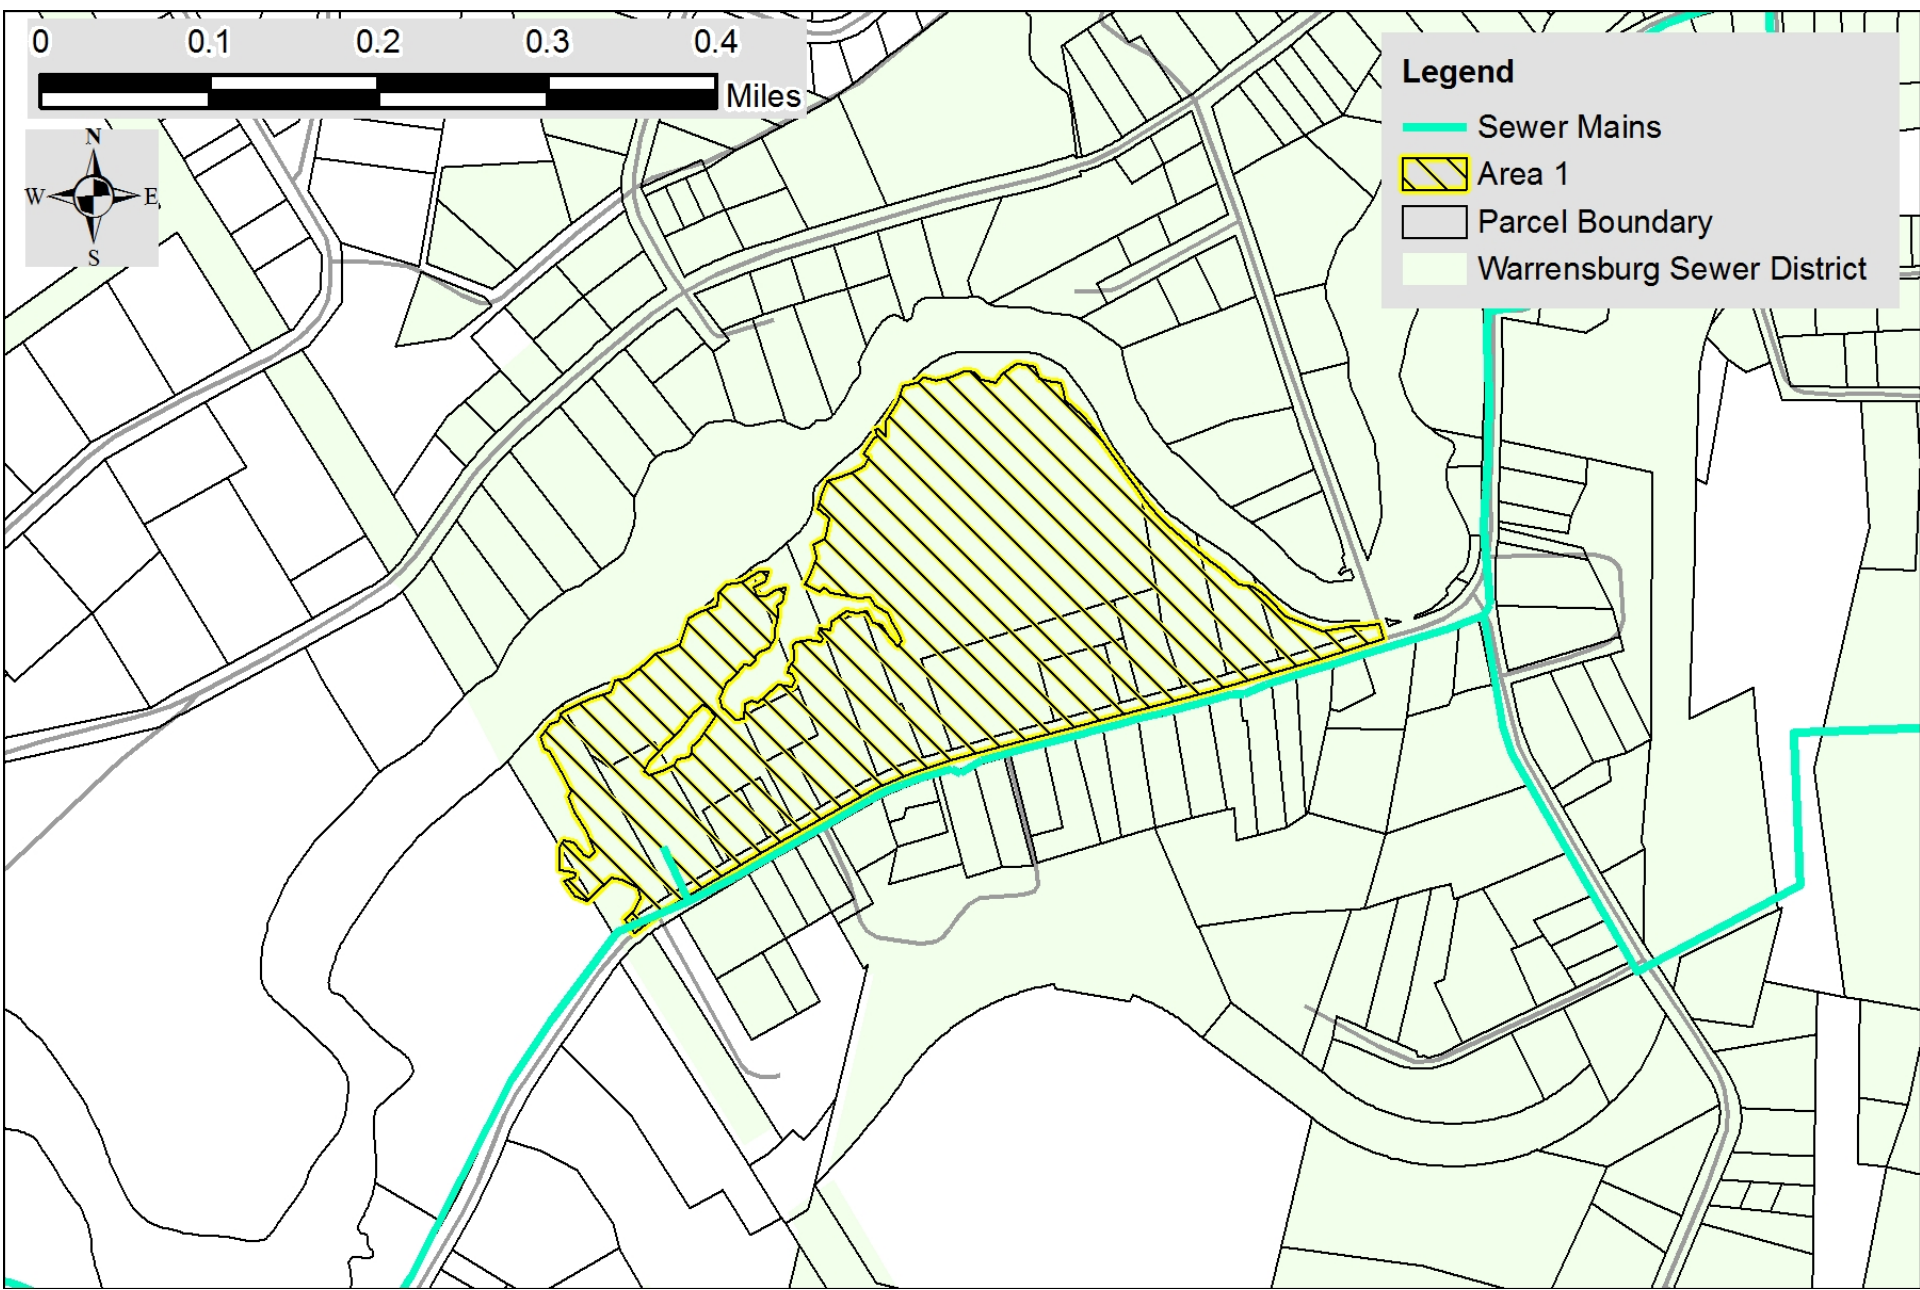 0 0.1 0.2 0.3 0.4
Miles
N
W E
S
Legend
Sewer Mains
Area 1
Parcel Boundary
Warrensburg Sewer District